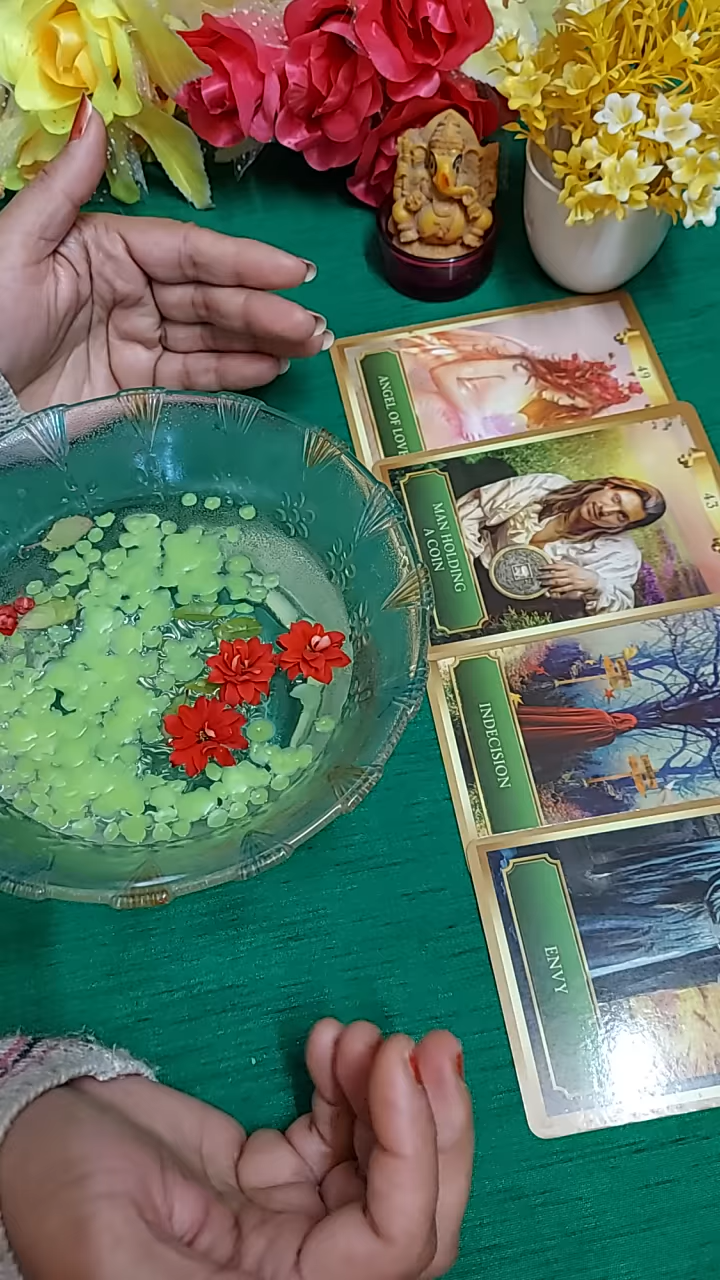 49
ANGEL OF LOVE
43
MAN HOLDING
A COIN
INDECISION
ENVY